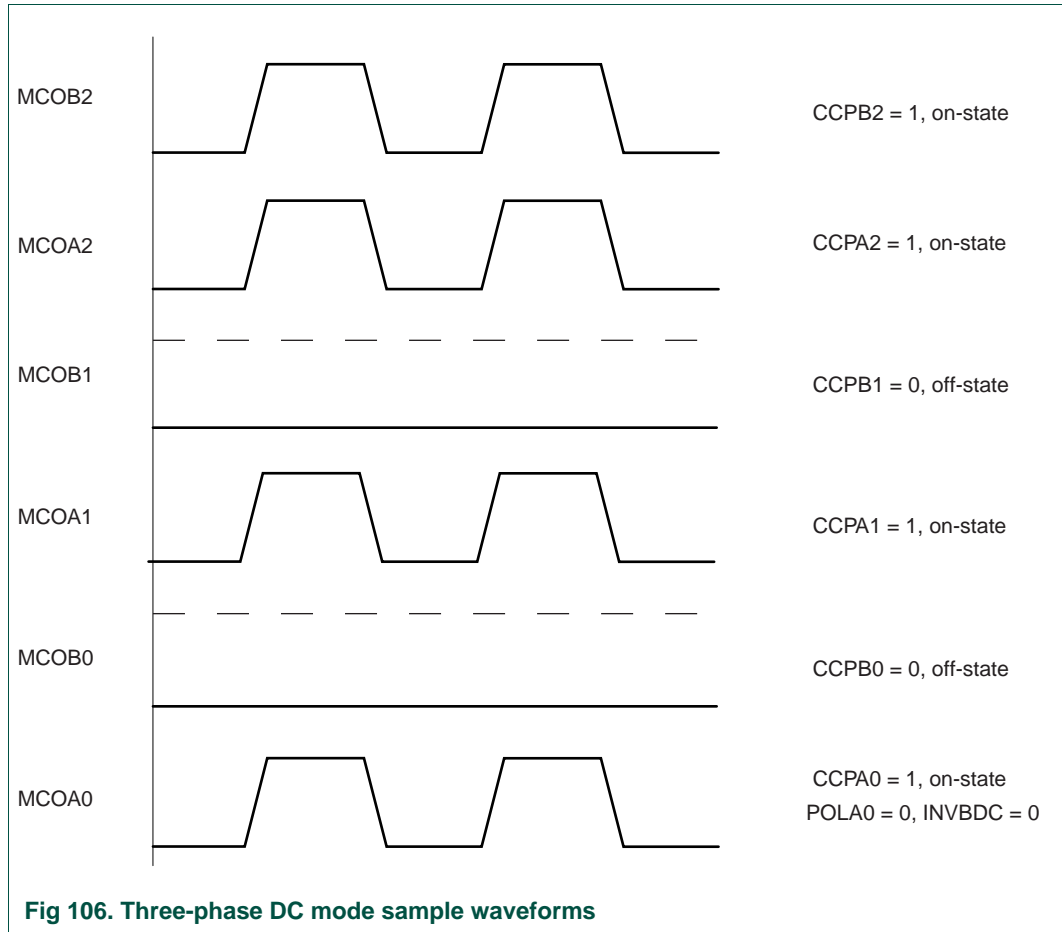 MCOB2
CCPB2 = 1, on-state
MCOA2
CCPA2 = 1, on-state
MCOB1
CCPB1 = 0, off-state
MCOA1
CCPA1 = 1, on-state
MCOB0
CCPB0 = 0, off-state
MCOA0
CCPA0 = 1, on-state
POLA0 = 0, INVBDC = 0
Fig 106. Three-phase DC mode sample waveforms